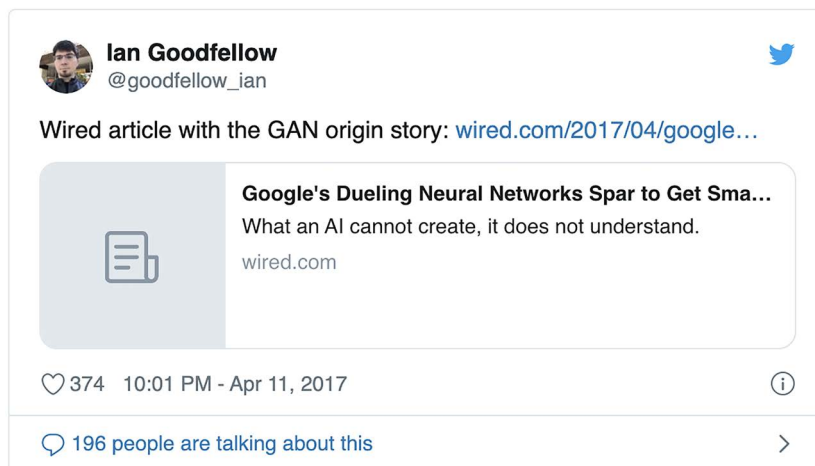 Ian Goodfellow
@goodfellow_ian
Wired article with the GAN origin story: wired.com/2017/04/google…
Google's Dueling Neural Networks Spar to Get Sma...
What an AI cannot create, it does not understand.
wired.com
374 10:01 PM - Apr 11, 2017
196 people are talking about this